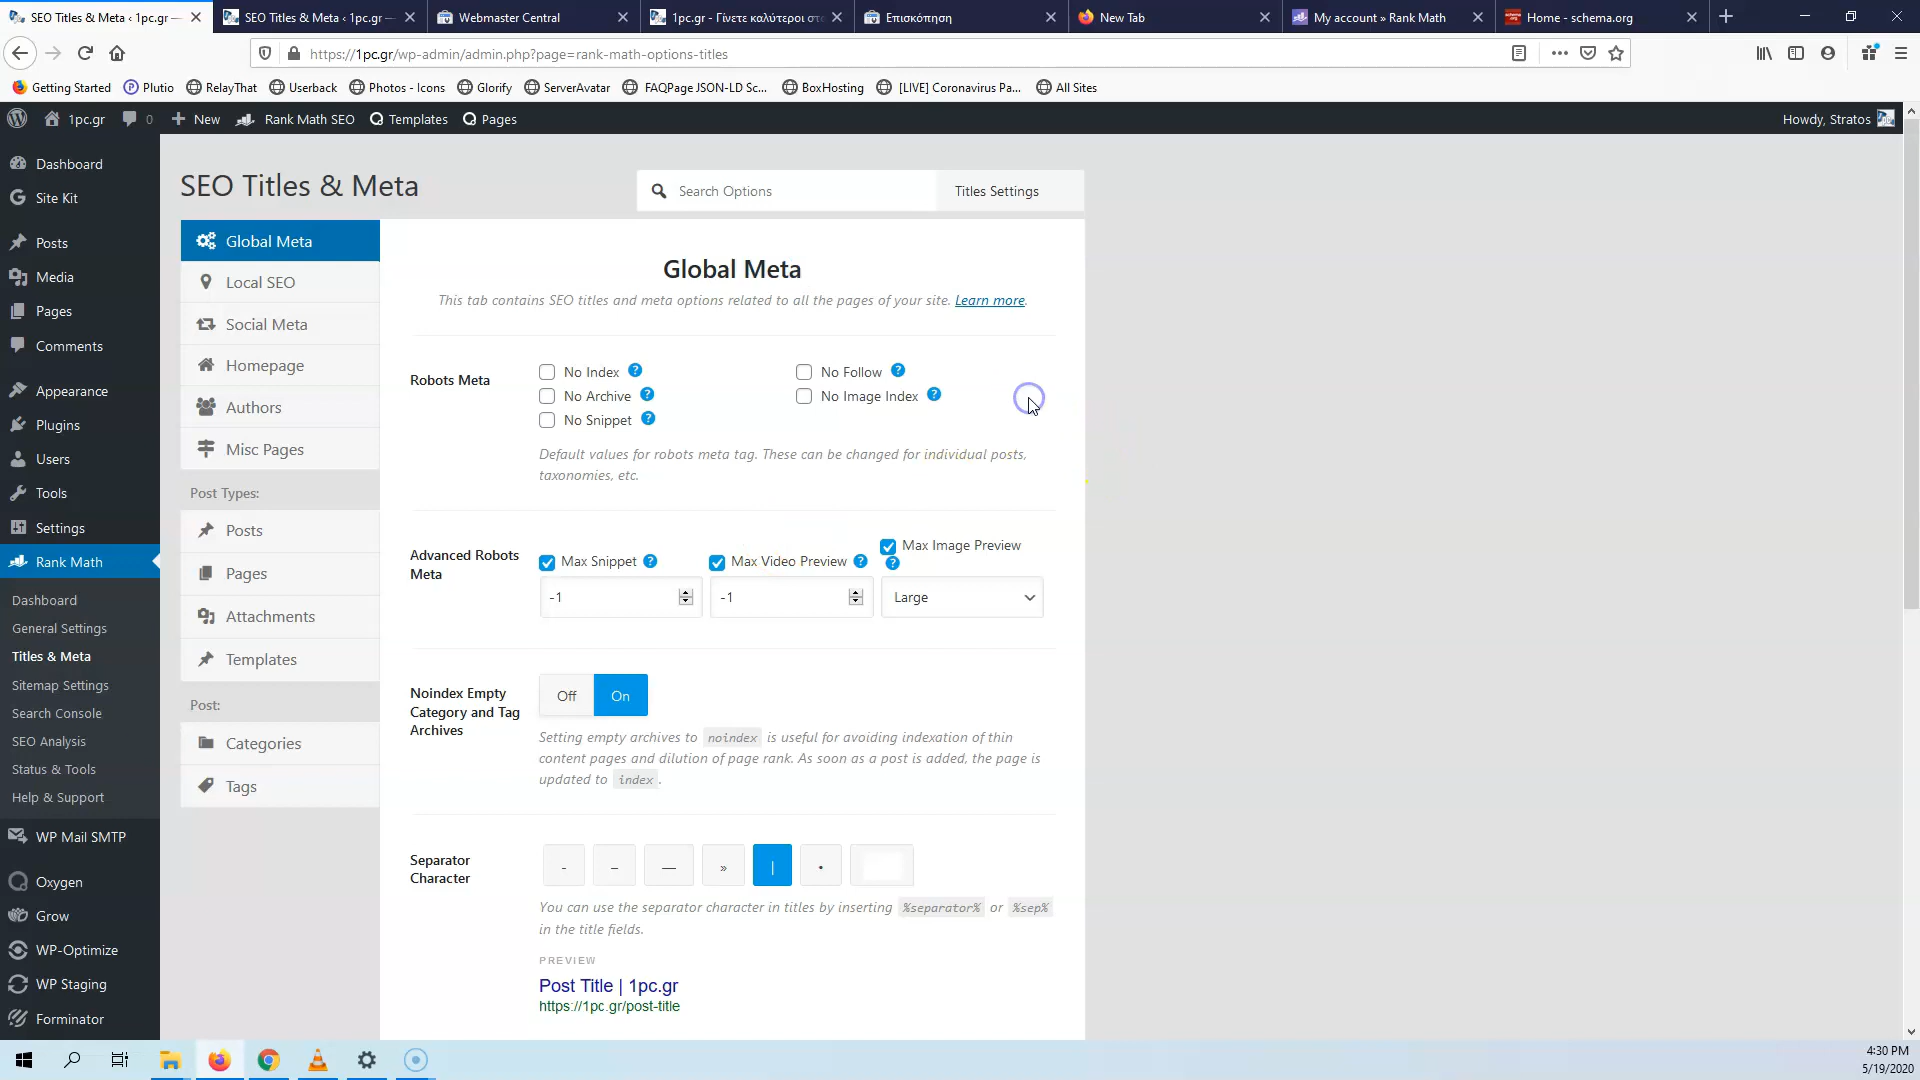 SEO Titles & Meta ‹ 1pc.gr —
SEO Titles & Meta ‹ 1pc.gr —
Webmaster Central
1pc.gr - Γίνετε καλύτεροι στ
Επισκόπηση
New Tab
My account » Rank Math
Home - schema.org
https://1pc.gr/wp-admin/admin.php?page=rank-math-options-titles
Getting Started
Plutio
RelayThat
Userback
Photos - Icons
Glorify
ServerAvatar
FAQPage JSON-LD Sc...
BoxHosting
[LIVE] Coronavirus Pa...
All Sites
1pc.gr
0
New
Rank Math SEO
Templates
Pages
Howdy, Stratos
Dashboard
Site Kit
Posts
Media
Pages
Comments
Appearance
Plugins
Users
Tools
Settings
Rank Math
Dashboard
General Settings
Titles & Meta
Sitemap Settings
Search Console
SEO Analysis
Status & Tools
Help & Support
WP Mail SMTP
Oxygen
Grow
WP-Optimize
WP Staging
Forminator
SEO Titles & Meta
Search Options
Titles Settings
Global Meta
Local SEO
Social Meta
Homepage
Authors
Misc Pages
Post Types:
Posts
Pages
Attachments
Templates
Post:
Categories
Tags
Global Meta
This tab contains SEO titles and meta options related to all the pages of your site. Learn more.
Robots Meta
No Index ?
No Follow ?
No Archive ?
No Image Index ?
No Snippet ?
Default values for robots meta tag. These can be changed for individual posts,
taxonomies, etc.
Advanced Robots
Meta
Max Snippet ?
Max Video Preview ?
Max Image Preview
?
-1
-1
Large
Noindex Empty
Category and Tag
Archives
Off
On
Setting empty archives to noindex is useful for avoiding indexation of thin
content pages and dilution of page rank. As soon as a post is added, the page is
updated to index.
Separator
Character
- – — » | •
You can use the separator character in titles by inserting %separator% or %sep%
in the title fields.
PREVIEW
Post Title | 1pc.gr
https://1pc.gr/post-title
4:30 PM
5/19/2020